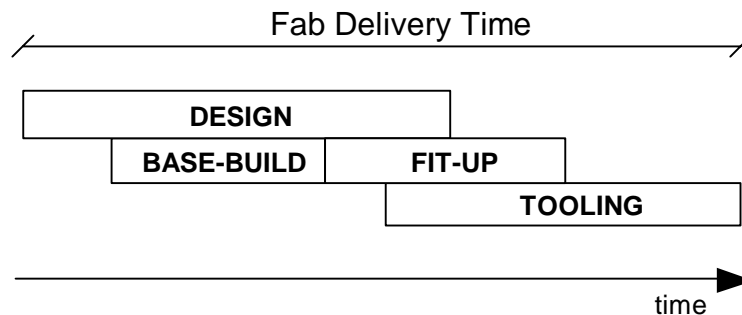 Fab Delivery Time
DESIGN
BASE-BUILD FIT-UP
TOOLING
time